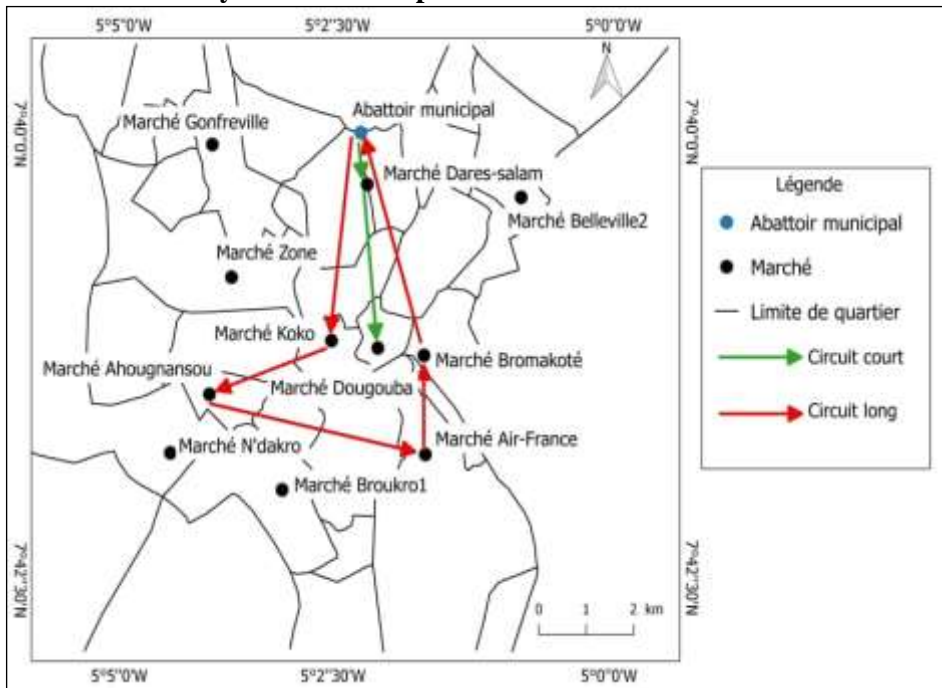 5°5''0'W
5°2''30'W
5°0''0'W
N
7°40''0'N
7°40''0'N
Abattoir municipal
Marché Gonfreville
Marché Dares-salam
Marché Belleville2
Marché Zone
Marché Koko
Marché Bromakoté
Marché Ahougnansou
Marché Dougouba
Marché Air-France
Marché N'dakro
Marché Broukro1
7°42''30'N
7°42''30'N
0 1 2 km
5°5''0'W
5°2''30'W
5°0''0'W
Légende
Abattoir municipal
Marché
Limite de quartier
Circuit court
Circuit long